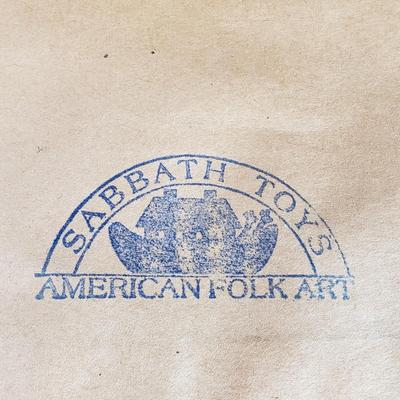 SABBATH TOYS
AMERICAN FOLK ART